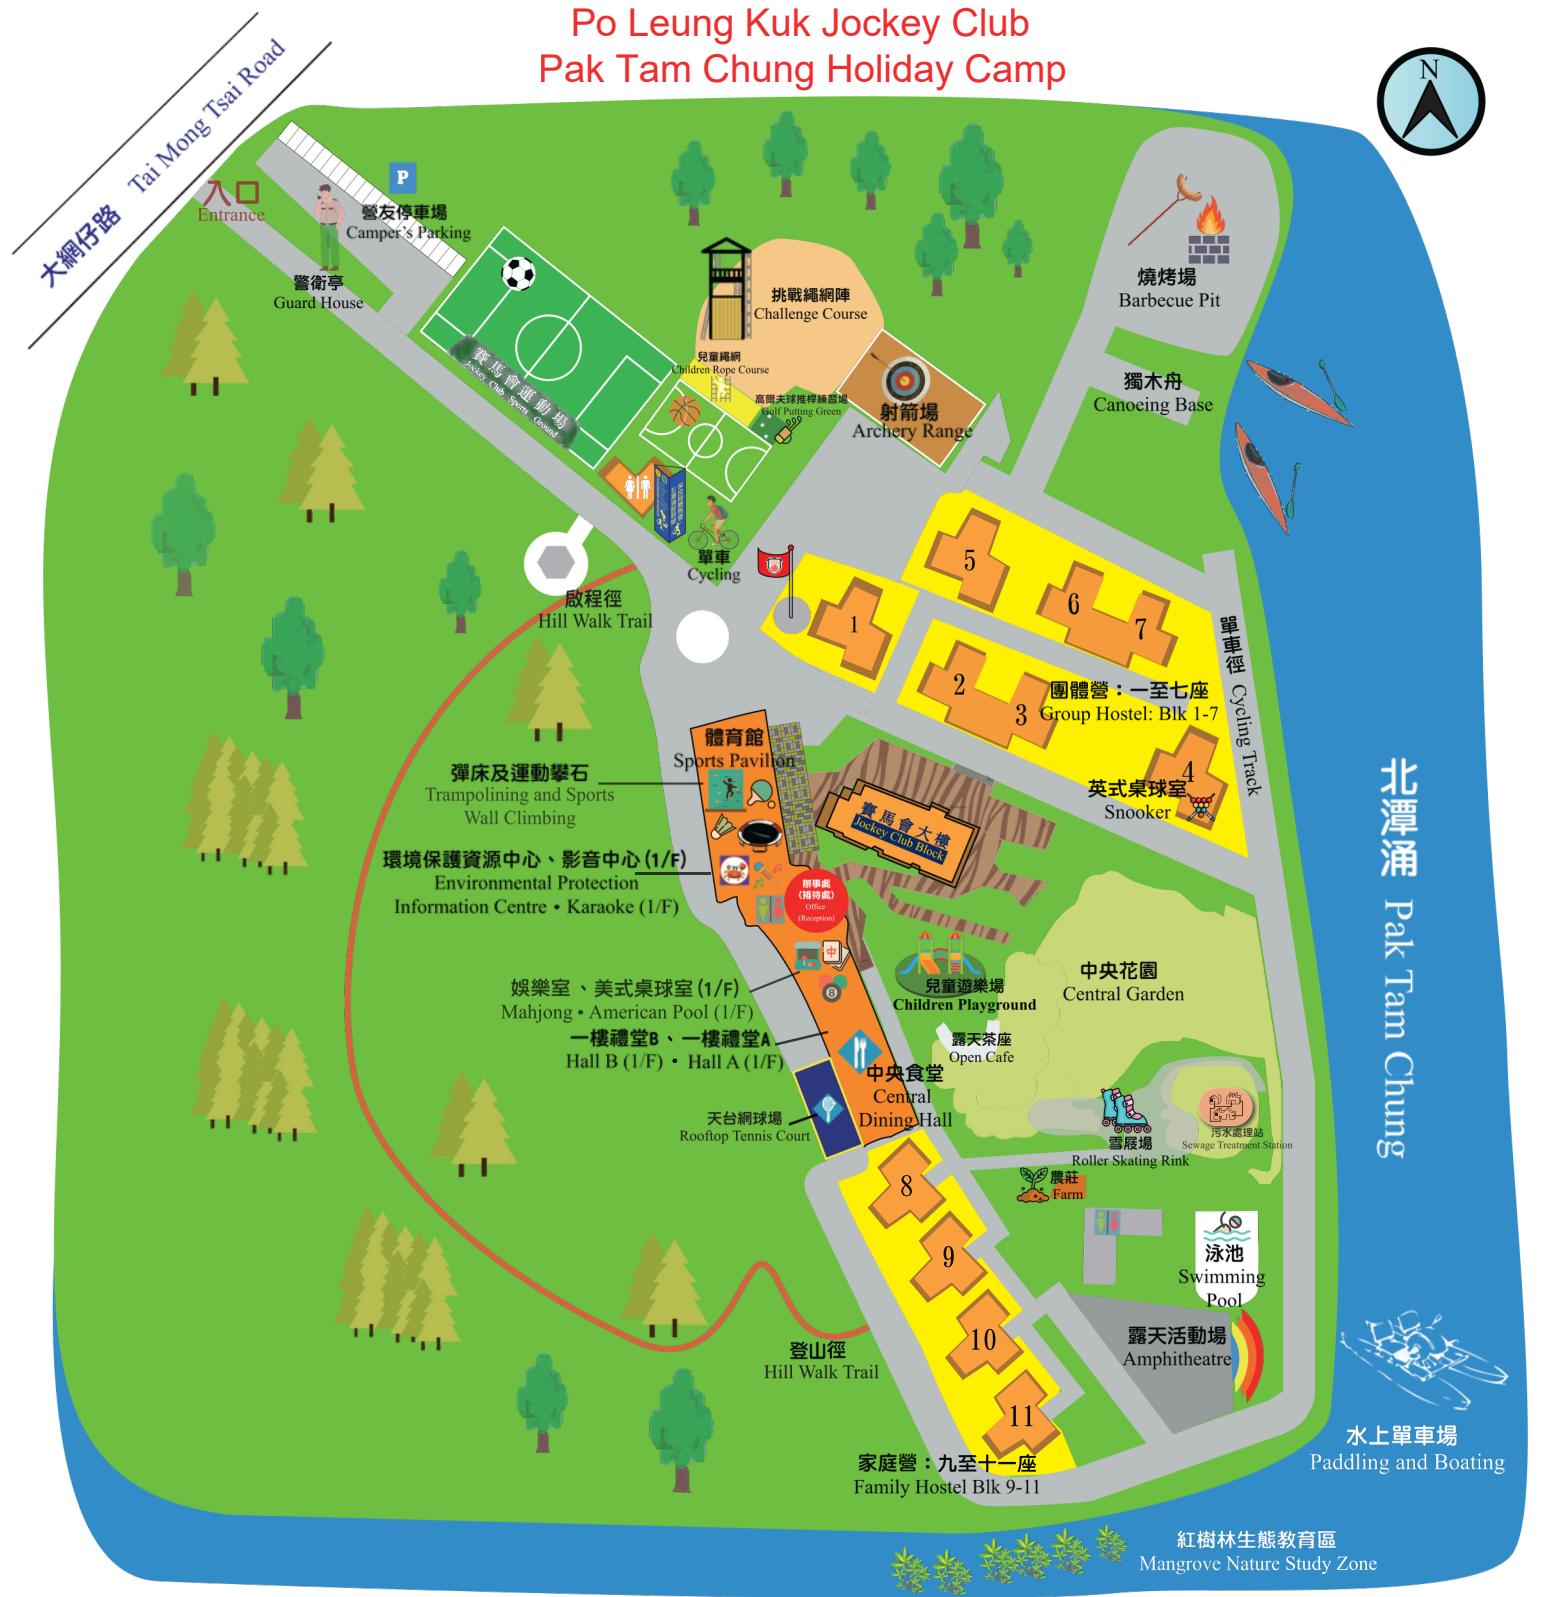 Po Leung Kuk Jockey Club
Pak Tam Chung Holiday Camp
N
大網仔路 Tai Mong Tsai Road
入口
Entrance
P
營友停車場
Camper's Parking
警衛亭
Guard House
賽馬會運動場
Jockey Club Sports Ground
挑戰繩網陣
Challenge Course
兒童繩網
Children Rope Course
高爾夫球推桿練習場
Golf Putting Green
射箭場
Archery Range
燒烤場
Barbecue Pit
獨木舟
Canoeing Base
單車
Cycling
啟程徑
Hill Walk Trail
5
6
7
1
2
3
4
團體營：一至七座
Group Hostel: Blk 1-7
單車徑 Cycling Track
英式桌球室
Snooker
體育館
Sports Pavilion
彈床及運動攀石
Trampolining and Sports
Wall Climbing
賽馬會大樓
Jockey Club Block
環境保護資源中心、影音中心(1/F)
Environmental Protection
Information Centre • Karaoke (1/F)
辦事處
(接待處)
Office
(Reception)
中
8
娛樂室、美式桌球室(1/F)
Mahjong • American Pool (1/F)
一樓禮堂B、一樓禮堂A
Hall B (1/F) • Hall A (1/F)
兒童遊樂場
Children Playground
中央花園
Central Garden
露天茶座
Open Cafe
中央食堂
Central
Dining Hall
天台網球場
Rooftop Tennis Court
雪屐場
Roller Skating Rink
污水處理站
Sewage Treatment Station
農莊
Farm
8
9
10
11
泳池
Swimming
Pool
露天活動場
Amphitheatre
登山徑
Hill Walk Trail
家庭營：九至十一座
Family Hostel Blk 9-11
北潭涌 Pak Tam Chung
水上單車場
Paddling and Boating
紅樹林生態教育區
Mangrove Nature Study Zone